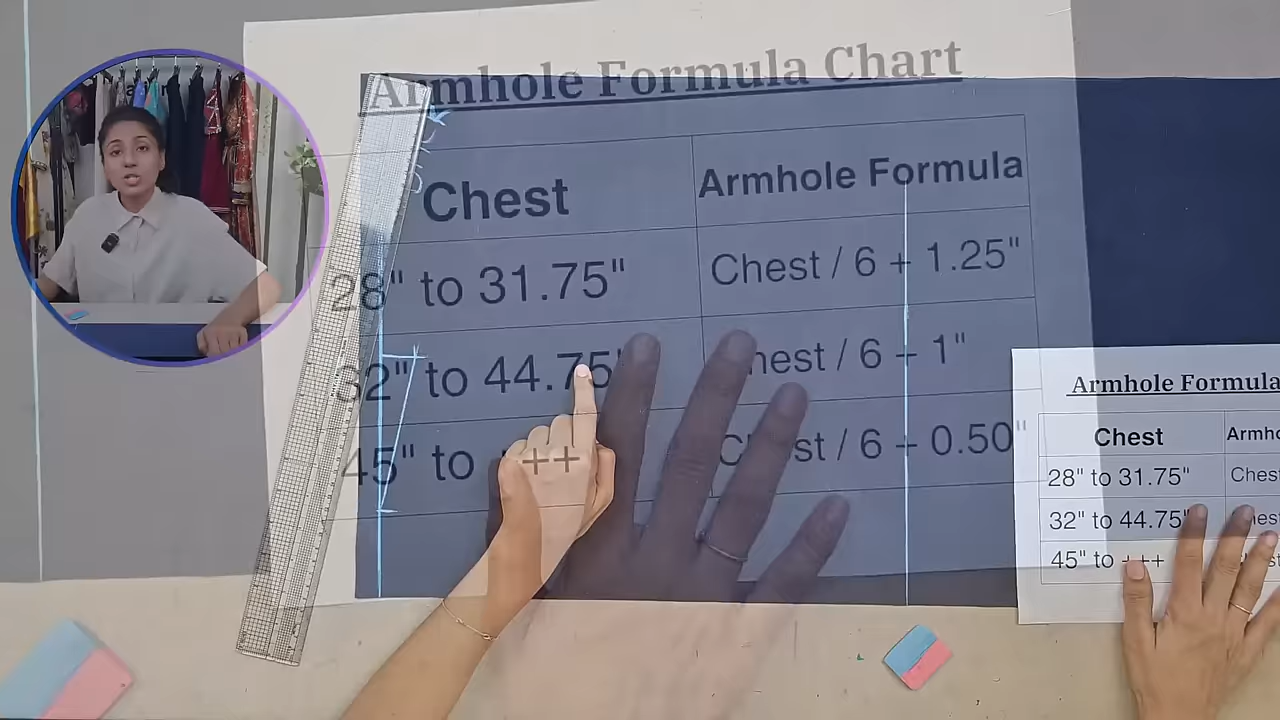 Armhole Formula Chart
Chest
Armhole Formula
28" to 31.75"
Chest / 6 + 1.25"
32" to 44.75"
/ 6 + 1"
45" to ++
Chest / 6 + 0.50"
Armhole Formula
Chest
28" to 31.75"
Chest
32" to 44.75"
45" to +++